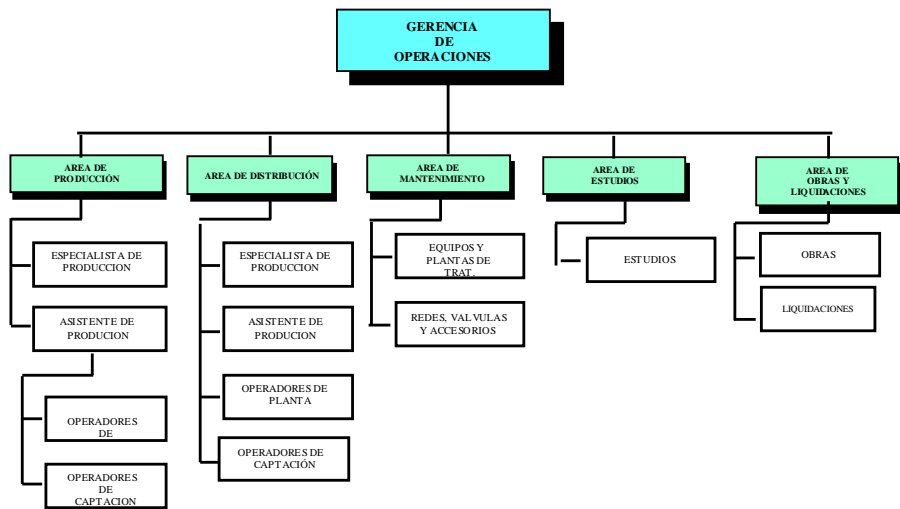 GERENCIA
DE
OPERACIONES
AREA DE
PRODUCCIÓN
AREA DE DISTRIBUCIÓN
AREA DE
MANTENIMIENTO
AREA DE
ESTUDIOS
AREA DE
OBRAS Y
LIQUIDACIONES
ESPECIALISTA DE
PRODUCCION
ASISTENTE DE
PRODUCION
OPERADORES
DE
OPERADORES
DE
CAPTACION
ESPECIALISTA DE
PRODUCCION
ASISTENTE DE
PRODUCION
OPERADORES DE
PLANTA
OPERADORES DE
CAPTACIÓN
EQUIPOS Y
PLANTAS DE
TRAT.
REDES, VALVULAS
Y ACCESORIOS
ESTUDIOS
OBRAS
LIQUIDACIONES